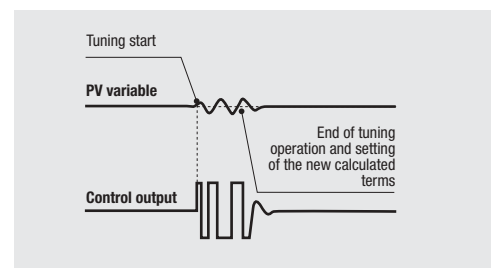 Tuning start
PV variable
End of tuning
operation and setting
of the new calculated
terms
Control output